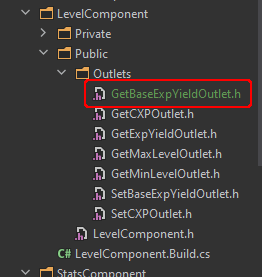 LevelComponent
Private
Public
Outlets
GetBaseExpYieldOutlet.h
GetCXPOutlet.h
GetExpYieldOutlet.h
GetMaxLevelOutlet.h
GetMinLevelOutlet.h
SetBaseExpYieldOutlet.h
SetCXPOutlet.h
LevelComponent.h
C# LevelComponent.Build.cs
StatsComponent